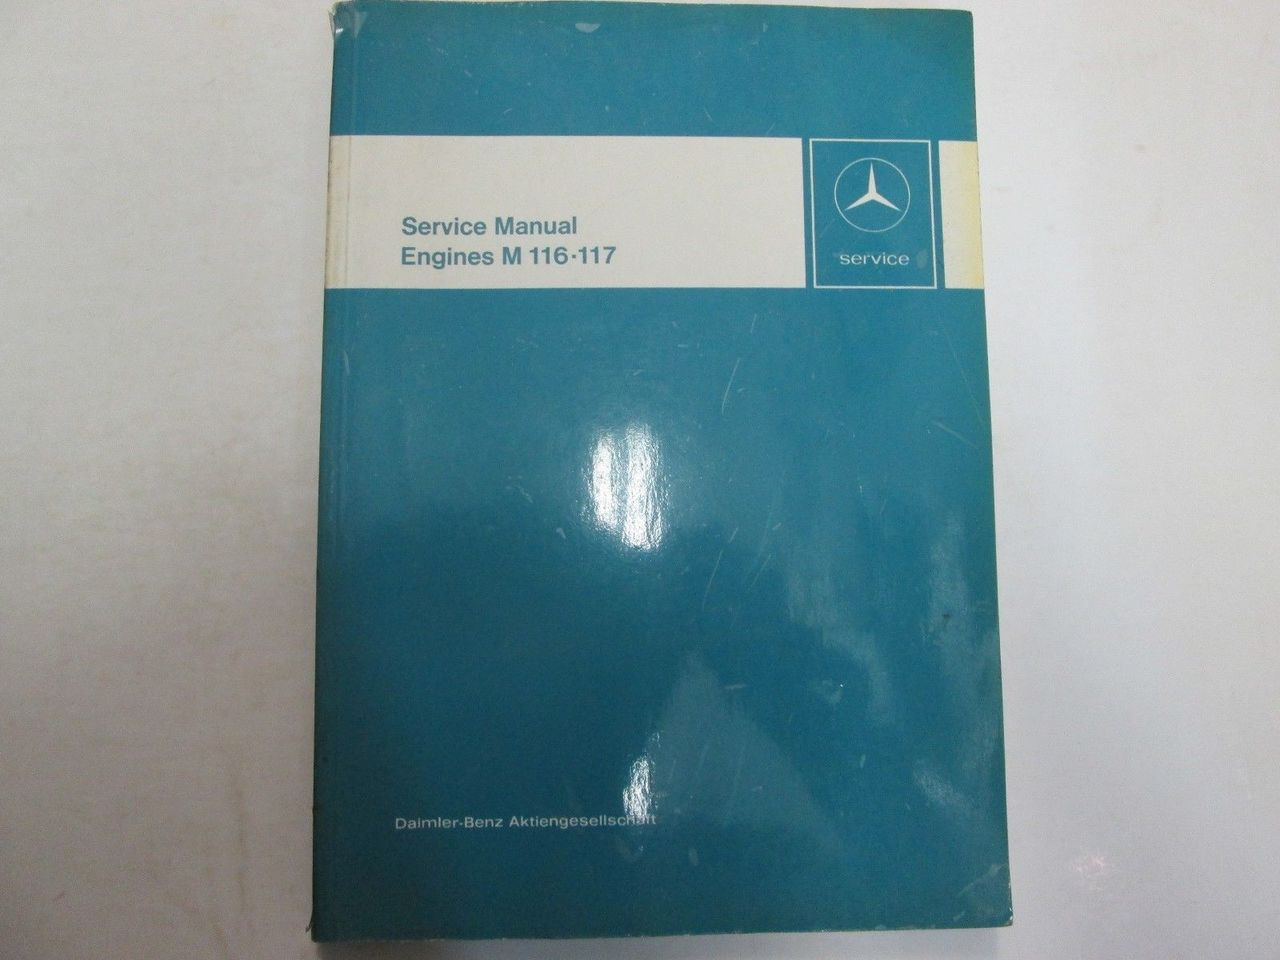 Service Manual
Engines M 116·117
service
Daimler-Benz Aktiengesellschaft